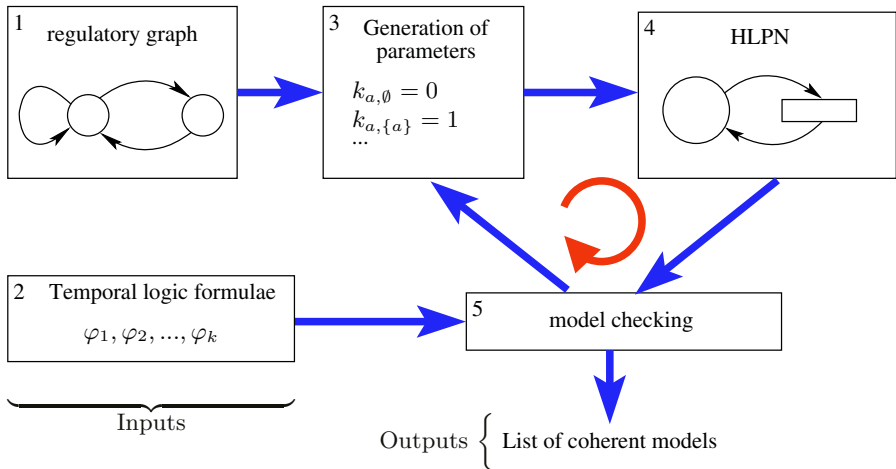 1
regulatory graph
3
Generation of
parameters
k_{a,∅} = 0
k_{a,{a}} = 1
...
4
HLPN
2 Temporal logic formulae
φ_1, φ_2, ..., φ_k
5
model checking
Inputs
Outputs { List of coherent models